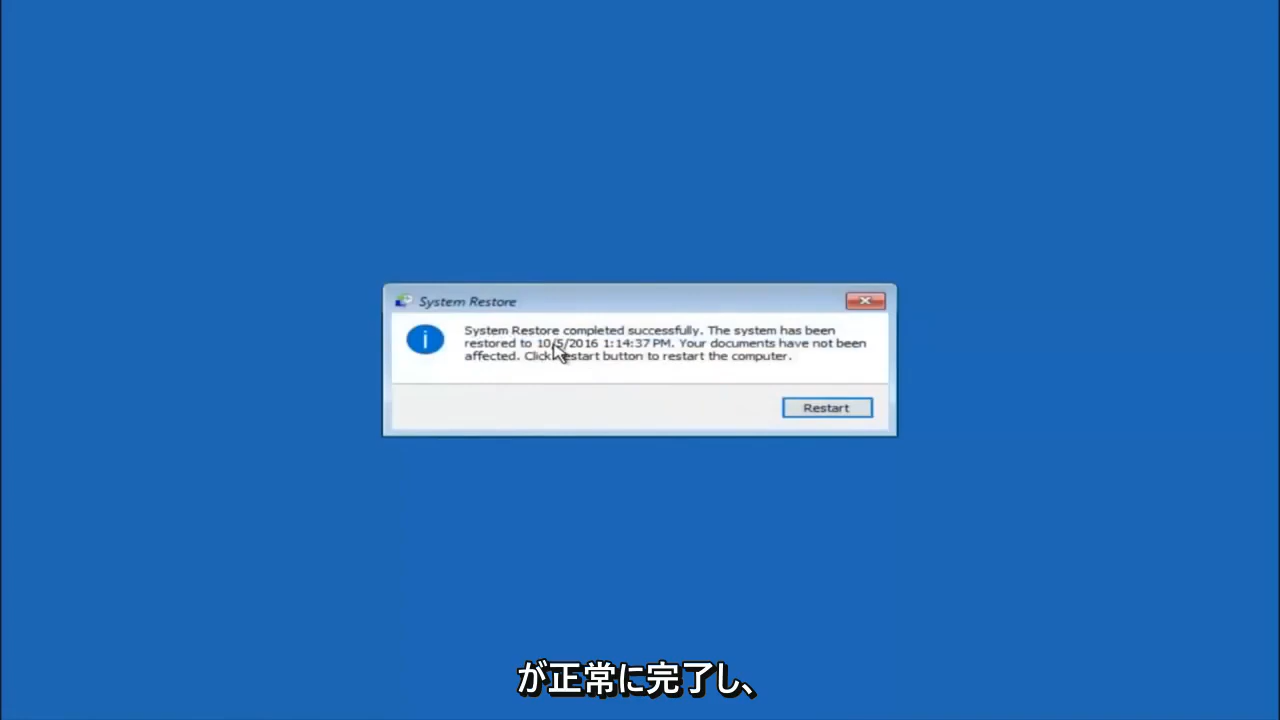 System Restore
System Restore completed successfully. The system has been
restored to 10/5/2016 1:14:37 PM. Your documents have not been
affected. Click Restart button to restart the computer.
Restart
が正常に完了し、